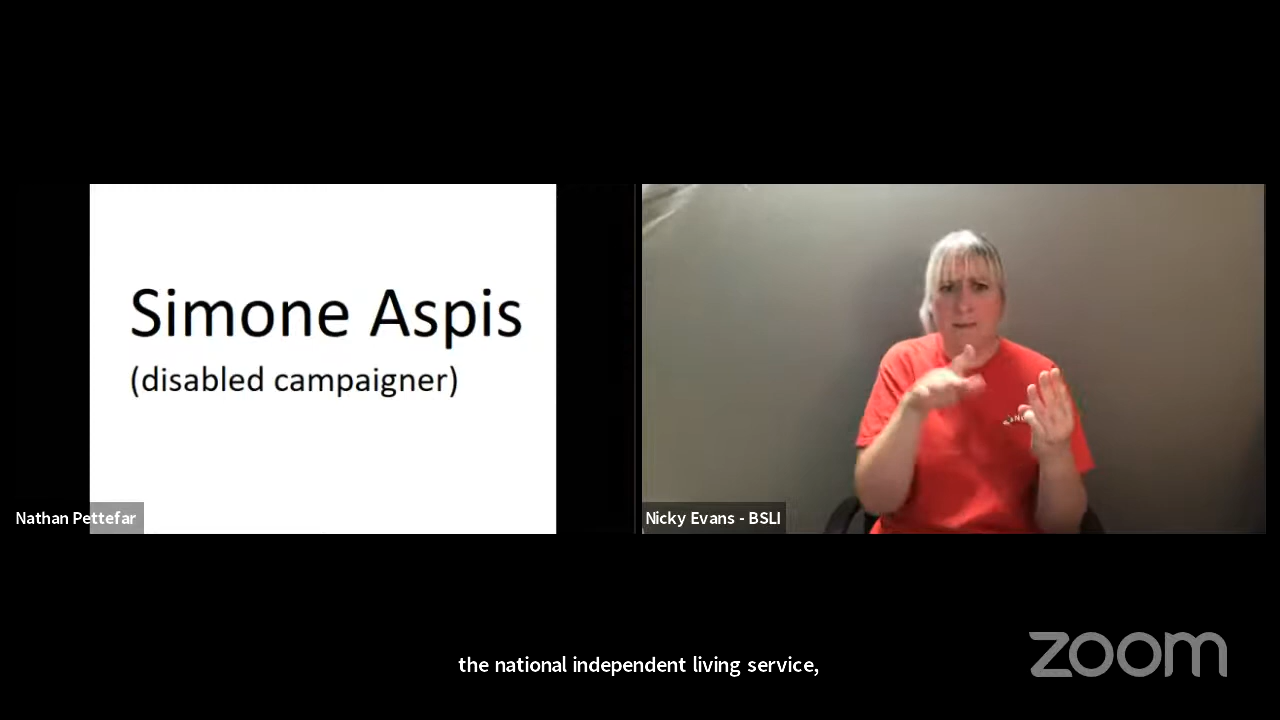 Simone Aspis
(disabled campaigner)
Nathan Pettefar
Nicky Evans - BSLI
the national independent living service,
zoom